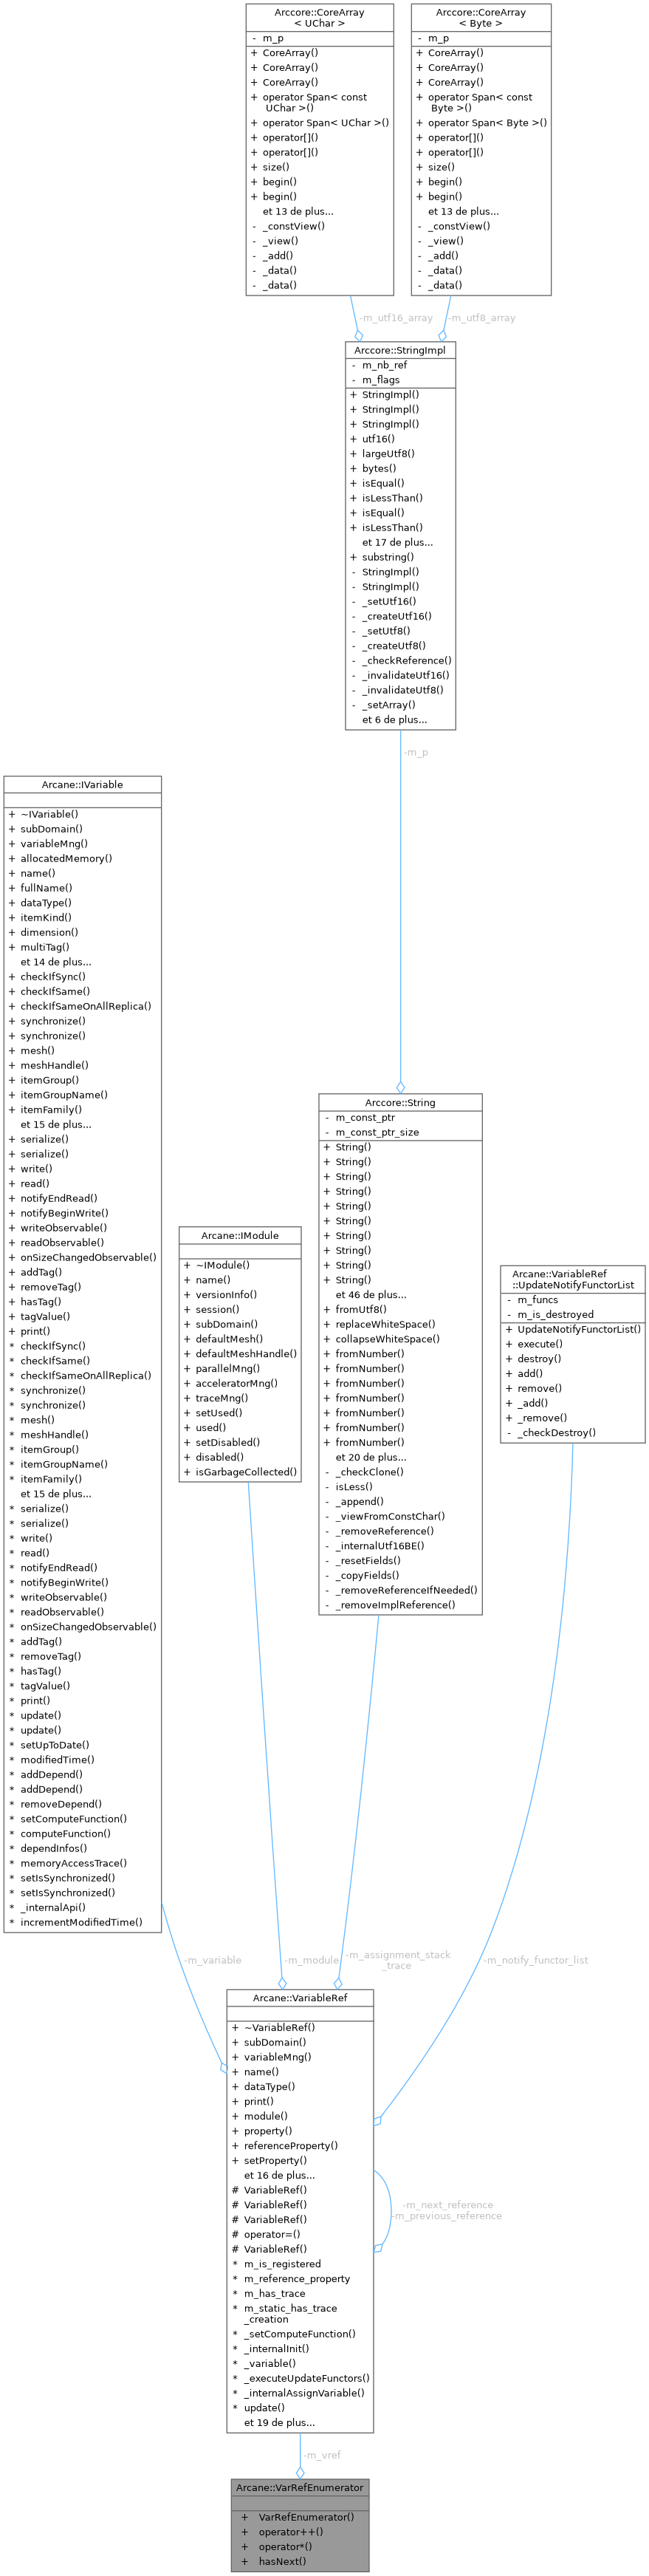 Arccore::CoreArray
< UChar >
- m_p
+ CoreArray()
+ CoreArray()
+ CoreArray()
+ operator Span< const
UChar >()
+ operator Span< UChar >()
+ operator[]()
+ operator[]()
+ size()
+ begin()
+ begin()
et 13 de plus...
- _constView()
- _view()
- _add()
- _data()
- _data()
Arccore::CoreArray
< Byte >
- m_p
+ CoreArray()
+ CoreArray()
+ CoreArray()
+ operator Span< const
Byte >()
+ operator Span< Byte >()
+ operator[]()
+ operator[]()
+ size()
+ begin()
+ begin()
et 13 de plus...
- _constView()
- _view()
- _add()
- _data()
- _data()
-m_utf16_array
-m_utf8_array
Arccore::StringImpl
- m_nb_ref
- m_flags
+ StringImpl()
+ StringImpl()
+ StringImpl()
+ utf16()
+ largeUtf8()
+ bytes()
+ isEqual()
+ isLessThan()
+ isEqual()
+ isLessThan()
et 17 de plus...
+ substring()
- StringImpl()
- StringImpl()
- _setUtf16()
- _createUtf16()
- _setUtf8()
- _createUtf8()
- _checkReference()
- _invalidateUtf16()
- _invalidateUtf8()
- _setArray()
et 6 de plus...
-m_p
Arcane::IVariable
+ ~IVariable()
+ subDomain()
+ variableMng()
+ allocatedMemory()
+ name()
+ fullName()
+ dataType()
+ itemKind()
+ dimension()
+ multiTag()
et 14 de plus...
+ checkIfSync()
+ checkIfSame()
+ checkIfSameOnAllReplica()
+ synchronize()
+ synchronize()
+ mesh()
+ meshHandle()
+ itemGroup()
+ itemGroupName()
+ itemFamily()
et 15 de plus...
+ serialize()
+ serialize()
+ write()
+ read()
+ notifyEndRead()
+ notifyBeginWrite()
+ writeObservable()
+ readObservable()
+ onSizeChangedObservable()
+ addTag()
+ removeTag()
+ hasTag()
+ tagValue()
+ print()
* checkIfSync()
* checkIfSame()
* checkIfSameOnAllReplica()
* synchronize()
* synchronize()
* mesh()
* meshHandle()
* itemGroup()
* itemGroupName()
* itemFamily()
et 15 de plus...
* serialize()
* serialize()
* write()
* read()
* notifyEndRead()
* notifyBeginWrite()
* writeObservable()
* readObservable()
* onSizeChangedObservable()
* addTag()
* removeTag()
* hasTag()
* tagValue()
* print()
* update()
* update()
* setUpToDate()
* modifiedTime()
* addDepend()
* addDepend()
* removeDepend()
* setComputeFunction()
* computeFunction()
* dependInfos()
* memoryAccessTrace()
* setIsSynchronized()
* setIsSynchronized()
* _internalApi()
* incrementModifiedTime()
Arcane::IModule
+ ~IModule()
+ name()
+ versionInfo()
+ session()
+ subDomain()
+ defaultMesh()
+ defaultMeshHandle()
+ parallelMng()
+ acceleratorMng()
+ traceMng()
+ setUsed()
+ used()
+ setDisabled()
+ disabled()
+ isGarbageCollected()
Arccore::String
- m_const_ptr
- m_const_ptr_size
+ String()
+ String()
+ String()
+ String()
+ String()
+ String()
+ String()
+ String()
+ String()
+ String()
et 46 de plus...
+ fromUtf8()
+ replaceWhiteSpace()
+ collapseWhiteSpace()
+ fromNumber()
+ fromNumber()
+ fromNumber()
+ fromNumber()
+ fromNumber()
+ fromNumber()
+ fromNumber()
et 20 de plus...
- _checkClone()
- isLess()
- _append()
- _viewFromConstChar()
- _removeReference()
- _internalUtf16BE()
- _resetFields()
- _copyFields()
- _removeReferenceIfNeeded()
- _removeImplReference()
Arcane::VariableRef
::UpdateNotifyFunctorList
- m_funcs
- m_is_destroyed
+ UpdateNotifyFunctorList()
+ execute()
+ destroy()
+ add()
+ remove()
+ _add()
+ _remove()
- _checkDestroy()
-m_variable
-m_module
-m_assignment_stack
_trace
-m_notify_functor_list
Arcane::VariableRef
+ ~VariableRef()
+ subDomain()
+ variableMng()
+ name()
+ dataType()
+ print()
+ module()
+ property()
+ referenceProperty()
+ setProperty()
et 16 de plus...
# VariableRef()
# VariableRef()
# VariableRef()
# operator=()
# VariableRef()
* m_is_registered
* m_reference_property
* m_has_trace
* m_static_has_trace
_creation
* _setComputeFunction()
* _internalInit()
* _variable()
* _executeUpdateFunctors()
* _internalAssignVariable()
* update()
et 19 de plus...
-m_next_reference
-m_previous_reference
-m_vref
Arcane::VarRefEnumerator
+ VarRefEnumerator()
+ operator++()
+ operator*()
+ hasNext()